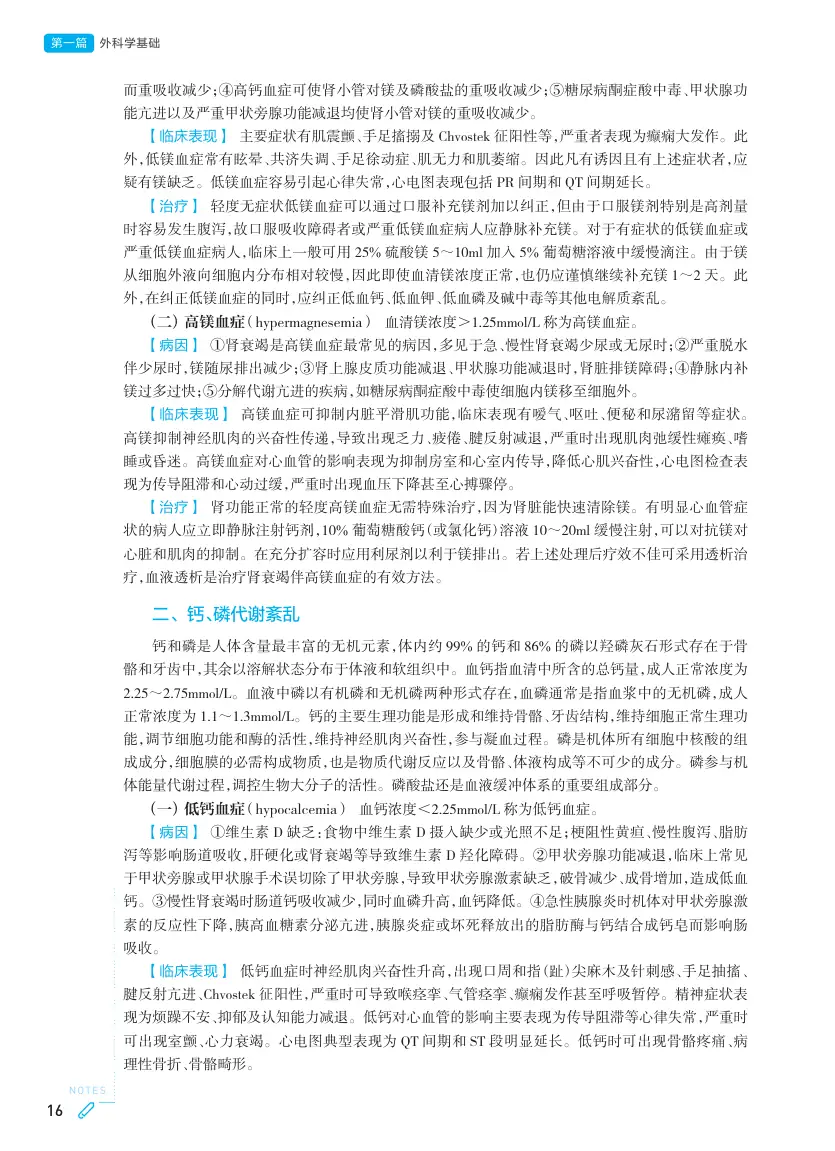 第一篇 外科学基础
而重吸收减少；④高钙血症可使肾小管对镁及磷酸盐的重吸收减少；⑤糖尿病酮症酸中毒、甲状腺功
能亢进以及严重甲状旁腺功能减退均使肾小管对镁的重吸收减少。
【临床表现】 主要症状有肌震颤、手足搐搦及 Chvostek 征阳性等，严重者表现为癫痫大发作。此
外，低镁血症常有眩晕、共济失调、手足徐动症、肌无力和肌萎缩。因此凡有诱因且有上述症状者，应
疑有镁缺乏。低镁血症容易引起心律失常，心电图表现包括 PR 间期和 QT 间期延长。
【治疗】 轻度无症状低镁血症可以通过口服补充镁剂加以纠正，但由于口服镁剂特别是高剂量
时容易发生腹泻，故口服吸收障碍者或严重低镁血症病人应静脉补充镁。对于有症状的低镁血症或
严重低镁血症病人，临床上一般可用 25% 硫酸镁 5～10ml 加入 5% 葡萄糖溶液中缓慢滴注。由于镁
从细胞外液向细胞内分布相对较慢，因此即使血清镁浓度正常，也仍应谨慎继续补充镁 1～2 天。此
外，在纠正低镁血症的同时，应纠正低血钙、低血钾、低血磷及碱中毒等其他电解质紊乱。
（二）高镁血症（hypermagnesemia） 血清镁浓度＞1.25mmol/L 称为高镁血症。
【病因】 ①肾衰竭是高镁血症最常见的病因，多见于急、慢性肾衰竭少尿或无尿时；②严重脱水
伴少尿时，镁随尿排出减少；③肾上腺皮质功能减退、甲状腺功能减退时，肾脏排镁障碍；④静脉内补
镁过多过快；⑤分解代谢亢进的疾病，如糖尿病酮症酸中毒使细胞内镁移至细胞外。
【临床表现】 高镁血症可抑制内脏平滑肌功能，临床表现有嗳气、呕吐、便秘和尿潴留等症状。
高镁抑制神经肌肉的兴奋性传递，导致出现乏力、疲倦、腱反射减退，严重时出现肌肉弛缓性瘫痪、嗜
睡或昏迷。高镁血症对心血管的影响表现为抑制房室和心室内传导，降低心肌兴奋性，心电图检查表
现为传导阻滞和心动过缓，严重时出现血压下降甚至心搏骤停。
【治疗】 肾功能正常的轻度高镁血症无需特殊治疗，因为肾脏能快速清除镁。有明显心血管症
状的病人应立即静脉注射钙剂，10% 葡萄糖酸钙（或氯化钙）溶液 10～20ml 缓慢注射，可以对抗镁对
心脏和肌肉的抑制。在充分扩容时应用利尿剂以利于镁排出。若上述处理后疗效不佳可采用透析治
疗，血液透析是治疗肾衰竭伴高镁血症的有效方法。
二、钙、磷代谢紊乱
钙和磷是人体含量最丰富的无机元素，体内约 99% 的钙和 86% 的磷以羟磷灰石形式存在于骨
骼和牙齿中，其余以溶解状态分布于体液和软组织中。血钙指血清中所含的总钙量，成人正常浓度为
2.25～2.75mmol/L。血液中磷以有机磷和无机磷两种形式存在，血磷通常是指血浆中的无机磷，成人
正常浓度为 1.1～1.3mmol/L。钙的主要生理功能是形成和维持骨骼、牙齿结构，维持细胞正常生理功
能，调节细胞功能和酶的活性，维持神经肌肉兴奋性，参与凝血过程。磷是机体所有细胞中核酸的组
成成分，细胞膜的必需构成物质，也是物质代谢反应以及骨骼、体液构成等不可少的成分。磷参与机
体能量代谢过程，调控生物大分子的活性。磷酸盐还是血液缓冲体系的重要组成部分。
（一）低钙血症（hypocalcemia） 血钙浓度＜2.25mmol/L 称为低钙血症。
【病因】 ①维生素 D 缺乏：食物中维生素 D 摄入缺少或光照不足；梗阻性黄疸、慢性腹泻、脂肪
泻等影响肠道吸收，肝硬化或肾衰竭等导致维生素 D 羟化障碍。②甲状旁腺功能减退，临床上常见
于甲状旁腺或甲状腺手术误切除了甲状旁腺，导致甲状旁腺激素缺乏，破骨减少、成骨增加，造成低血
钙。③慢性肾衰竭时肠道钙吸收减少，同时血磷升高，血钙降低。④急性胰腺炎时机体对甲状旁腺激
素的反应性下降，胰高血糖素分泌亢进，胰腺炎症或坏死释放出的脂肪酶与钙结合成钙皂而影响肠
吸收。
【临床表现】 低钙血症时神经肌肉兴奋性升高，出现口周和指（趾）尖麻木及针刺感、手足抽搐、
腱反射亢进、Chvostek 征阳性，严重时可导致喉痉挛、气管痉挛、癫痫发作甚至呼吸暂停。精神症状表
现为烦躁不安、抑郁及认知能力减退。低钙对心血管的影响主要表现为传导阻滞等心律失常，严重时
可出现室颤、心力衰竭。心电图典型表现为 QT 间期和 ST 段明显延长。低钙时可出现骨骼疼痛、病
理性骨折、骨骼畸形。
NOTES
16